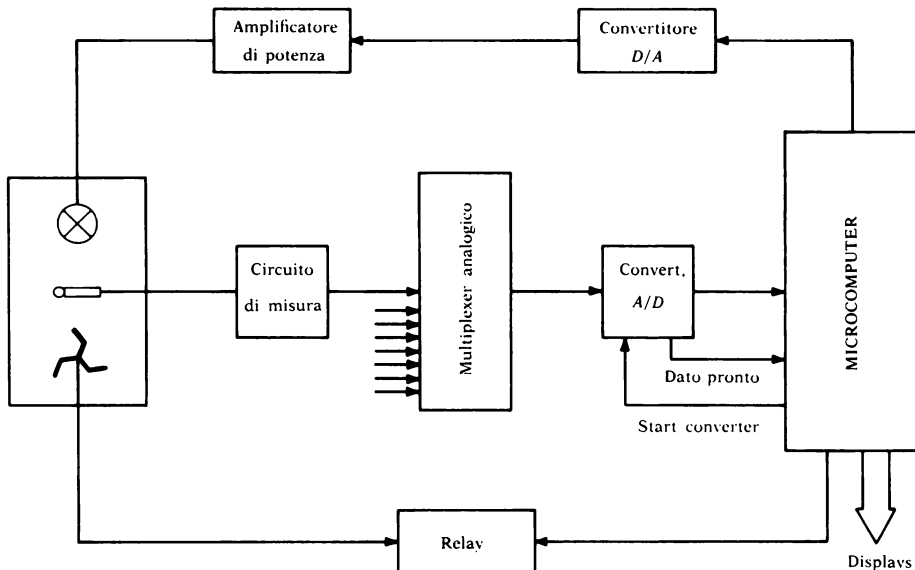 Amplificatore
di potenza
Convertitore
D/A
Circuito
di misura
Multiplexer analogico
Convert.
A/D
MICROCOMPUTER
Dato pronto
Start converter
Relay
Displays